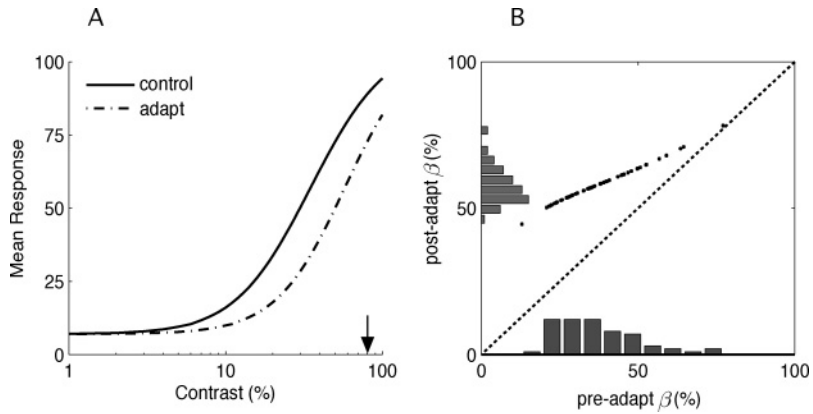 A
100
75
50
25
0
Mean Response
control
adapt
1
10
100
Contrast (%)
B
100
50
0
post-adapt β(%)
0
50
100
pre-adapt β(%)